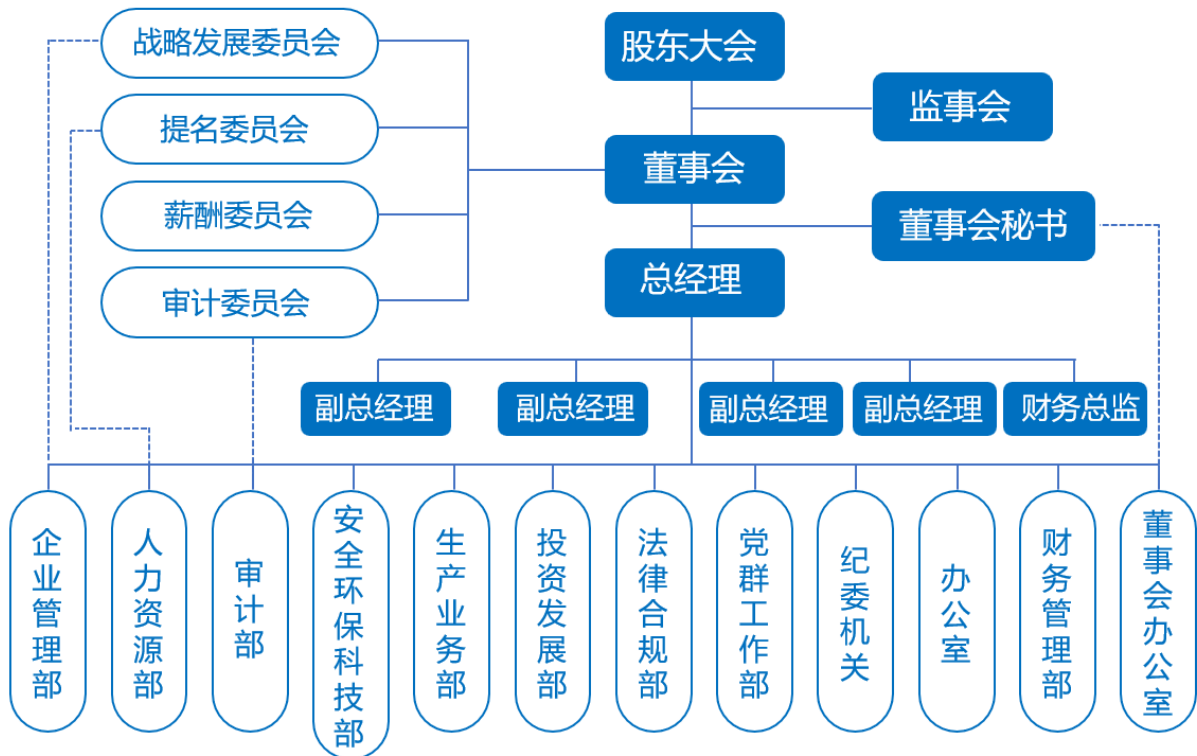 战略发展委员会
股东大会
提名委员会
监事会
董事会
薪酬委员会
董事会秘书
总经理
审计委员会
副总经理
副总经理
副总经理
副总经理
财务总监
企业管理部
人力资源部
审计部
安全环保科技部
生产业务部
投资发展部
法律合规部
党群工作部
纪委机关
办公室
财务管理部
董事会办公室